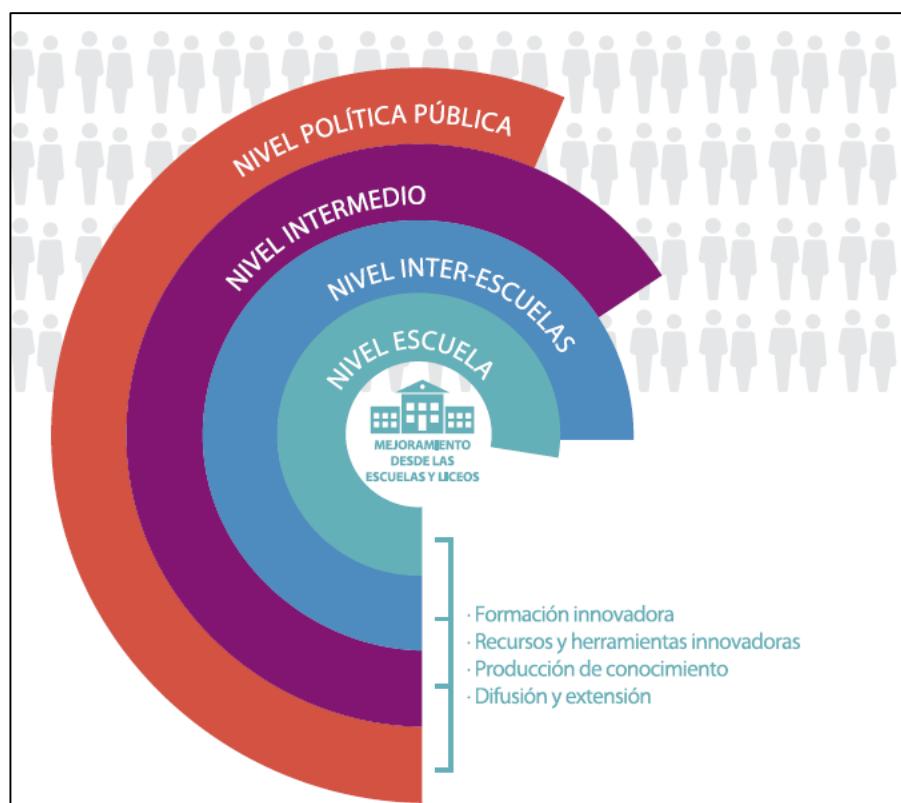 NIVEL POLÍTICA PÚBLICA
NIVEL INTERMEDIO
NIVEL INTER-ESCUELAS
NIVEL ESCUELA
MEJORAMIENTO
DESDE LAS
ESCUELAS Y LICEOS
· Formación innovadora
· Recursos y herramientas innovadoras
· Producción de conocimiento
· Difusión y extensión